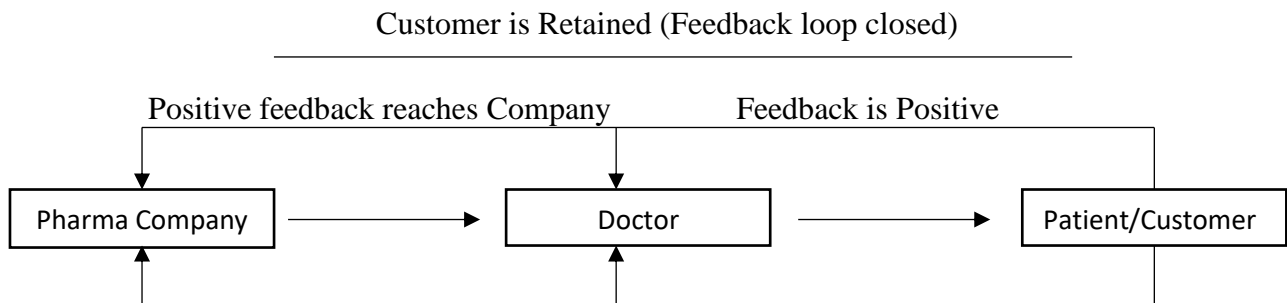 Customer is Retained (Feedback loop closed)
Positive feedback reaches Company Feedback is Positive
Pharma Company Doctor Patient/Customer